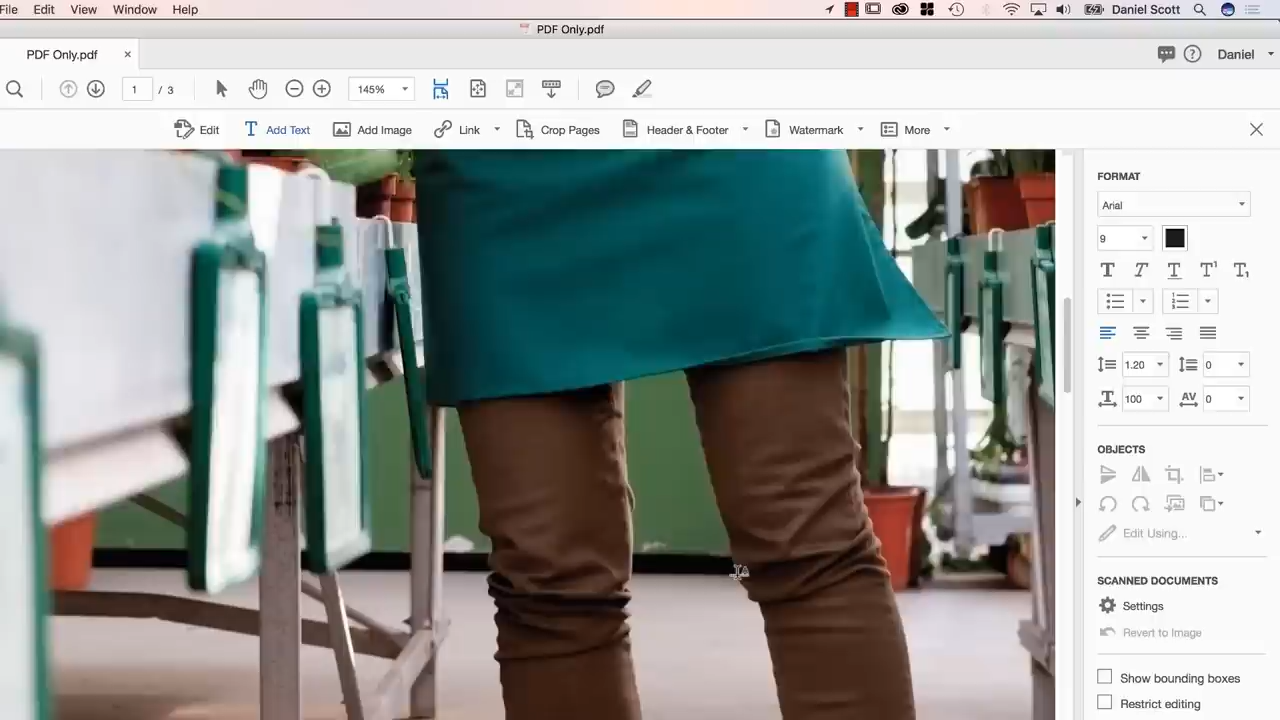 File Edit View Window Help Daniel Scott
PDF Only.pdf
PDF Only.pdf × Daniel
1 / 3 145%
Edit Add Text Add Image Link Crop Pages Header & Footer Watermark More
FORMAT
Arial
9
1.20 0
100 0
OBJECTS
Edit Using...
SCANNED DOCUMENTS
Settings
Revert to Image
Show bounding boxes
Restrict editing